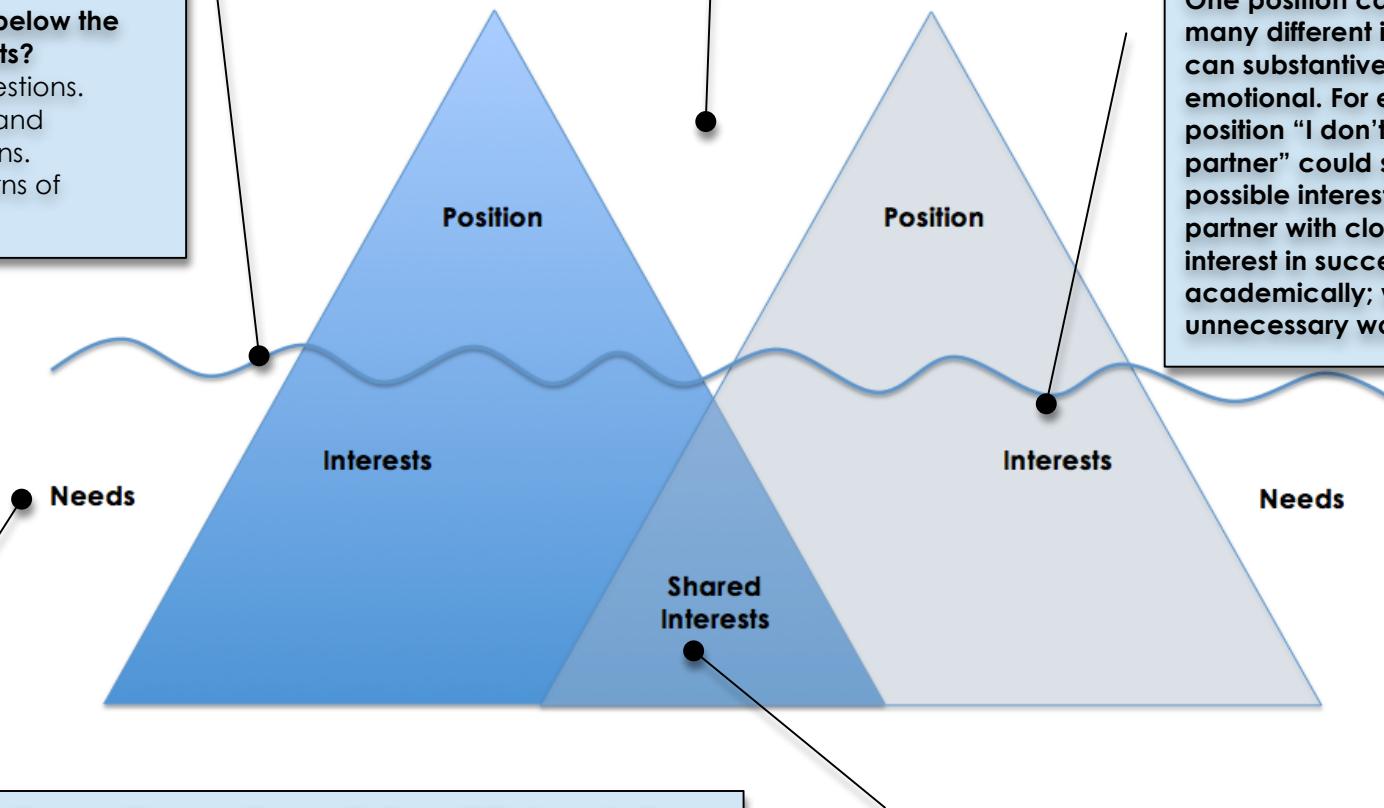 below the
ts?
estions.
and
ns.
rns of
One position ca
many different i
can substantive
emotional. For e
position “I don’t
partner” could s
possible interest
partner with clo
interest in succe
academically;
unnecessary wo
Position
Position
Interests
Interests
Needs
Needs
Shared
Interests